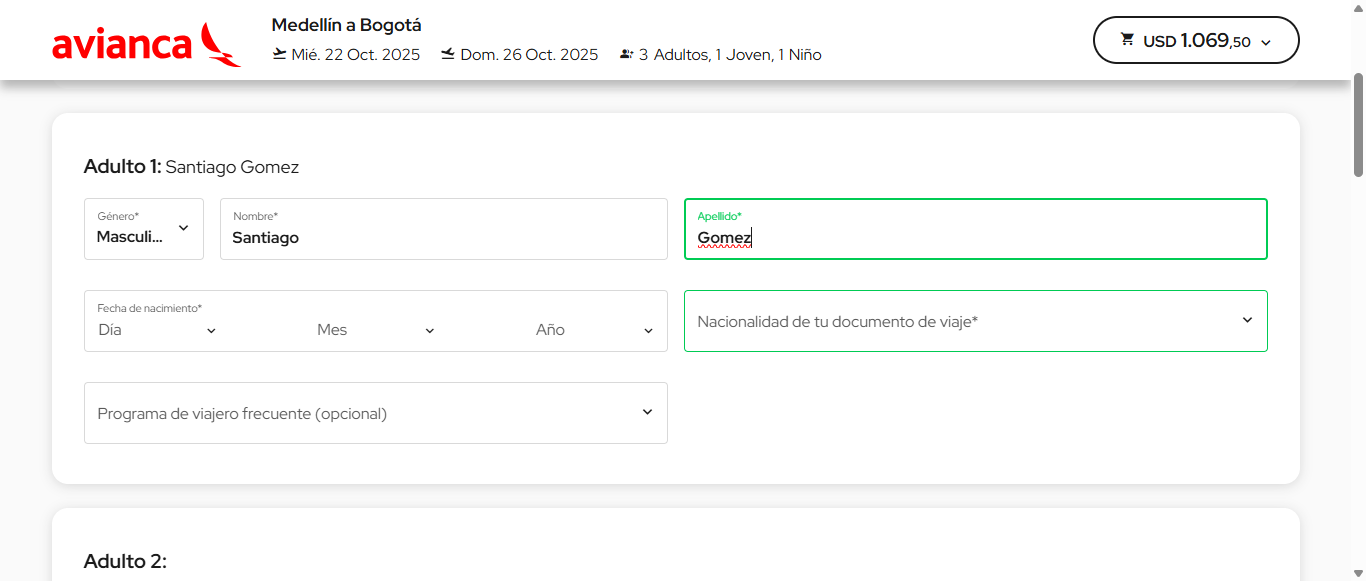 avianca
Medellín a Bogotá
Mié. 22 Oct. 2025 Dom. 26 Oct. 2025 3 Adultos, 1 Joven, 1 Niño
USD 1.069,50
Adulto 1: Santiago Gomez
Género*
Masculi...
Nombre*
Santiago
Apellido*
Gomez
Fecha de nacimiento*
Día Mes Año
Nacionalidad de tu documento de viaje*
Programa de viajero frecuente (opcional)
Adulto 2: